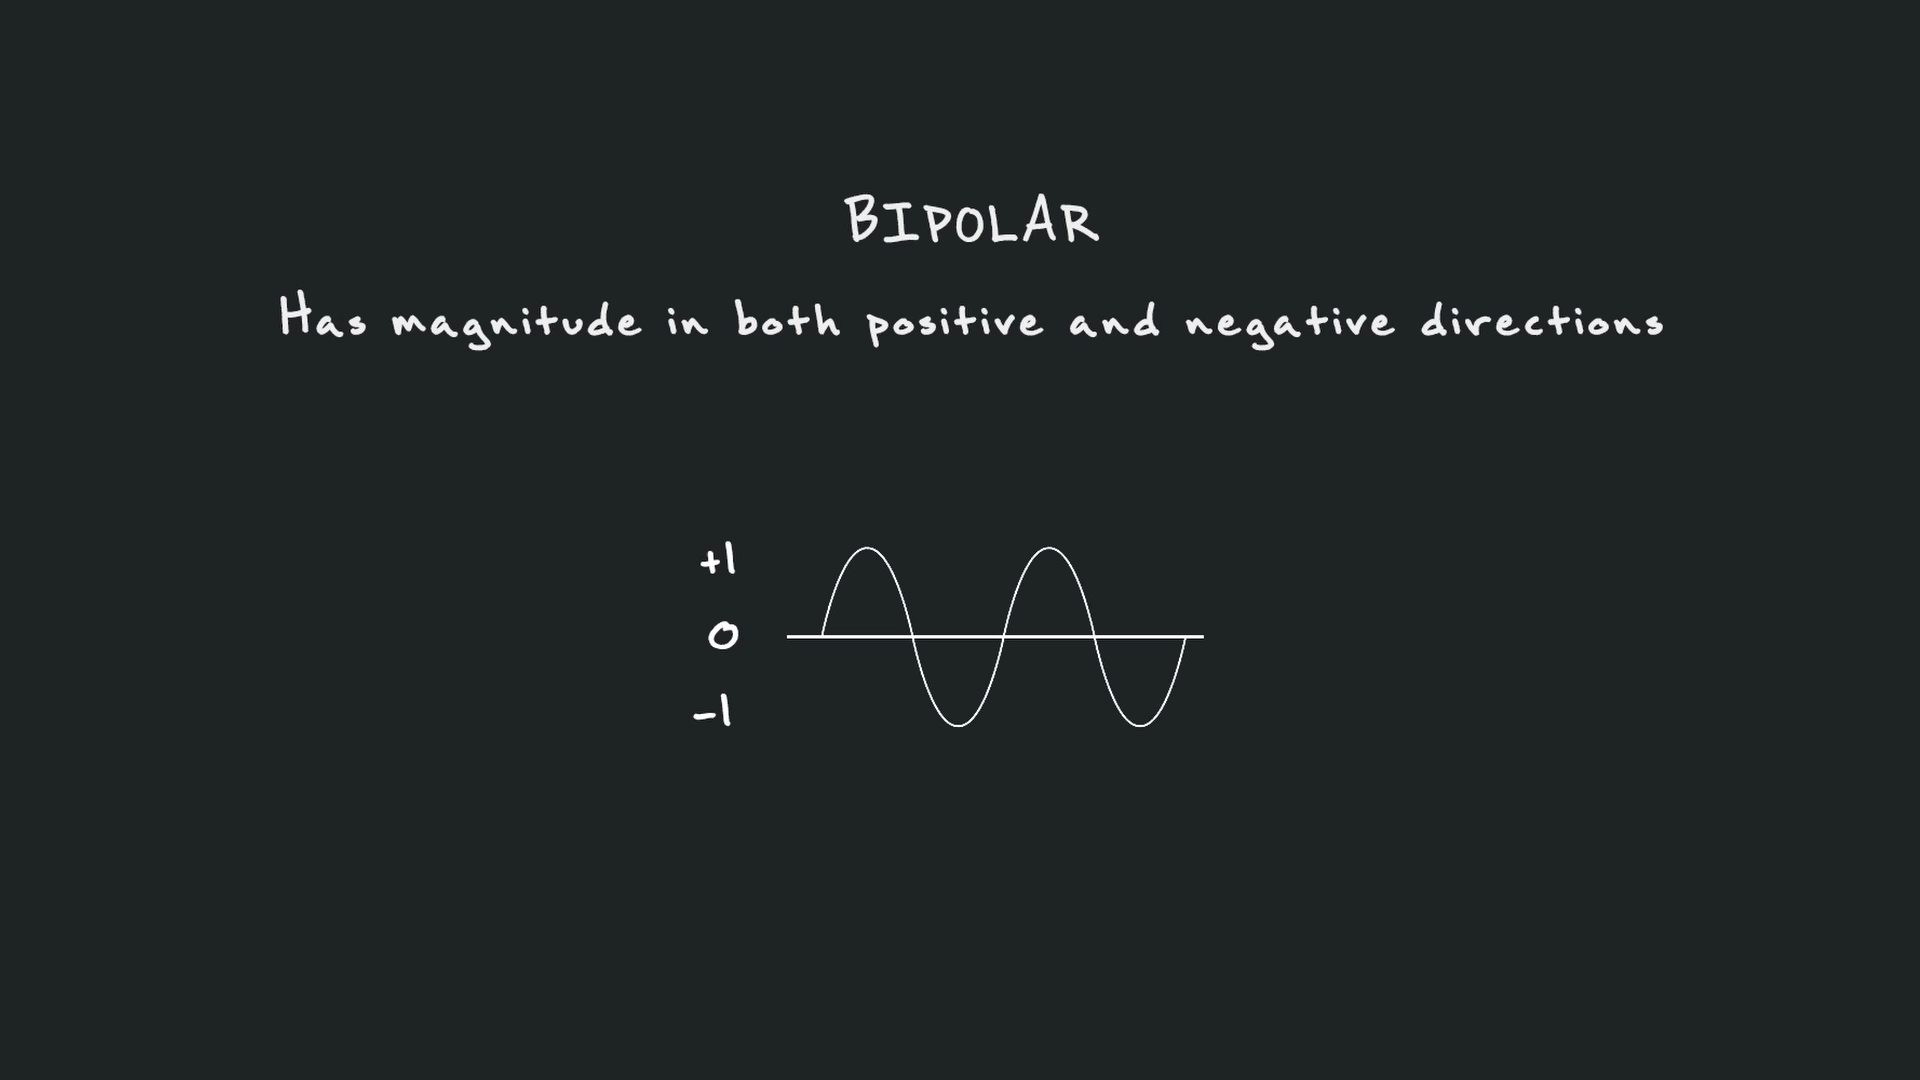 BIPOLAR
Has magnitude in both positive and negative directions
+1
0
-1